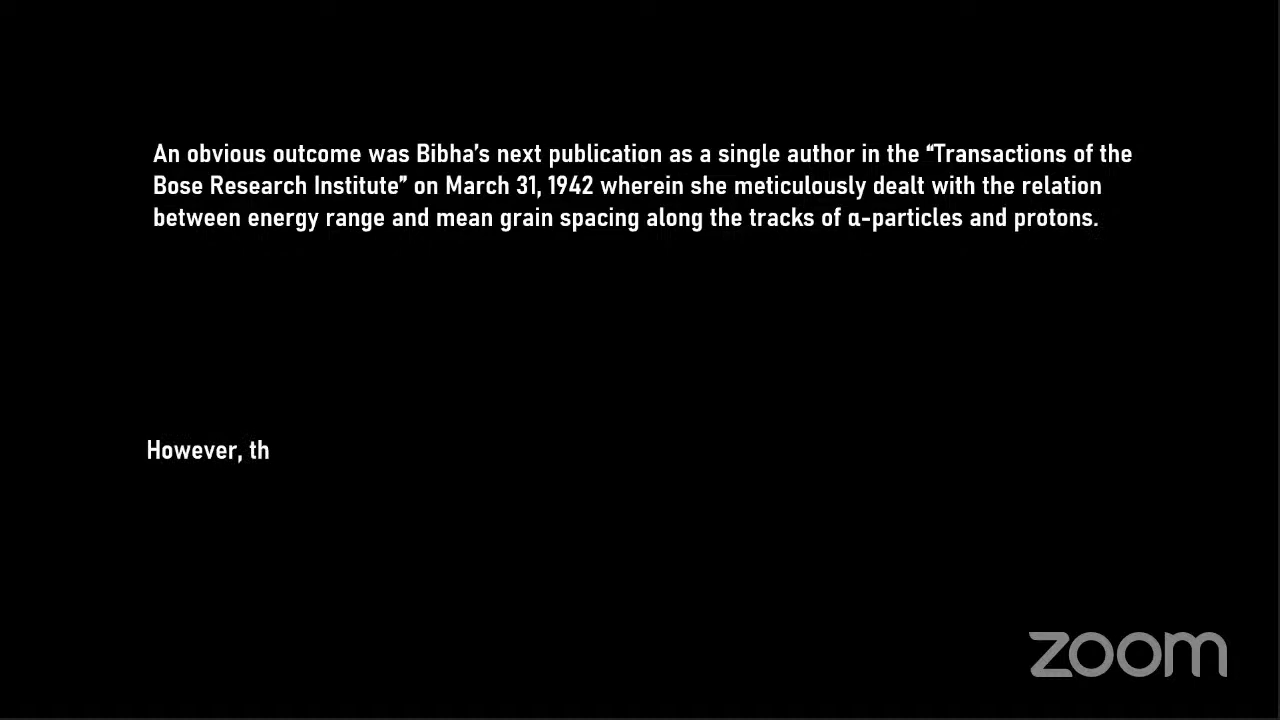 An obvious outcome was Bibha’s next publication as a single author in the “Transactions of the
Bose Research Institute” on March 31, 1942 wherein she meticulously dealt with the relation
between energy range and mean grain spacing along the tracks of α-particles and protons.
However, th
zoom